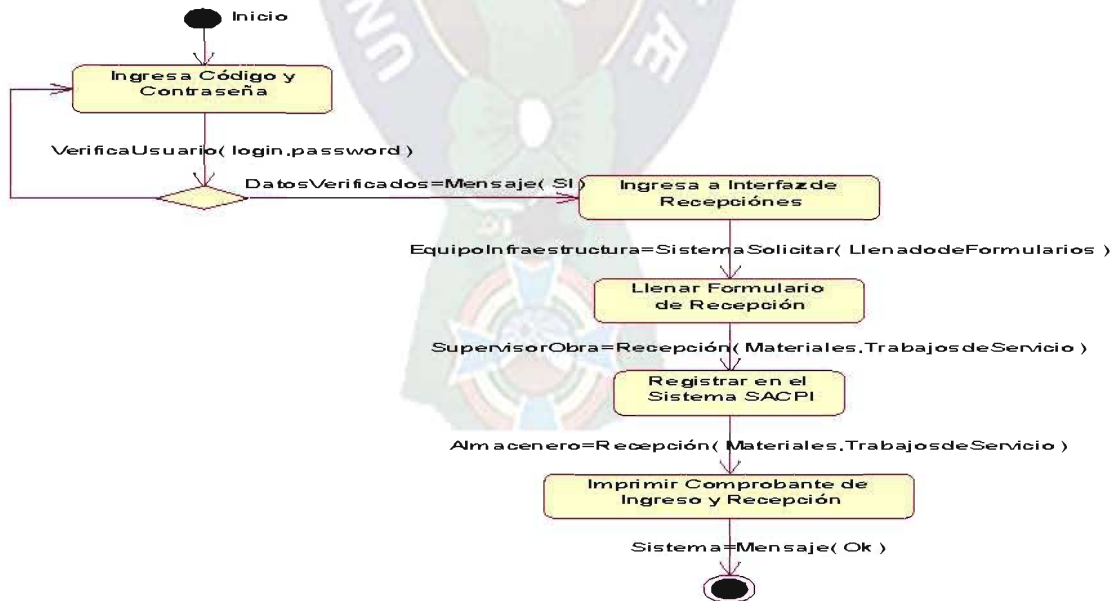 Inicio
Ingresa Código y
Contraseña
VerificaUsuario( login,password )
DatosVerificados=Mensaje( SI )
Ingresa a Interfaz de
Recepciónes
EquipoInfraestructura=SistemaSolicitar( LlenadodeFormularios )
Llenar Formulario
de Recepción
SupervisorObra=Recepción( Materiales,TrabajosdeServicio )
Registrar en el
Sistema SACPI
Almacenero=Recepción( Materiales,TrabajosdeServicio )
Imprimir Comprobante de
Ingreso y Recepción
Sistema=Mensaje( Ok )
UN
Æ